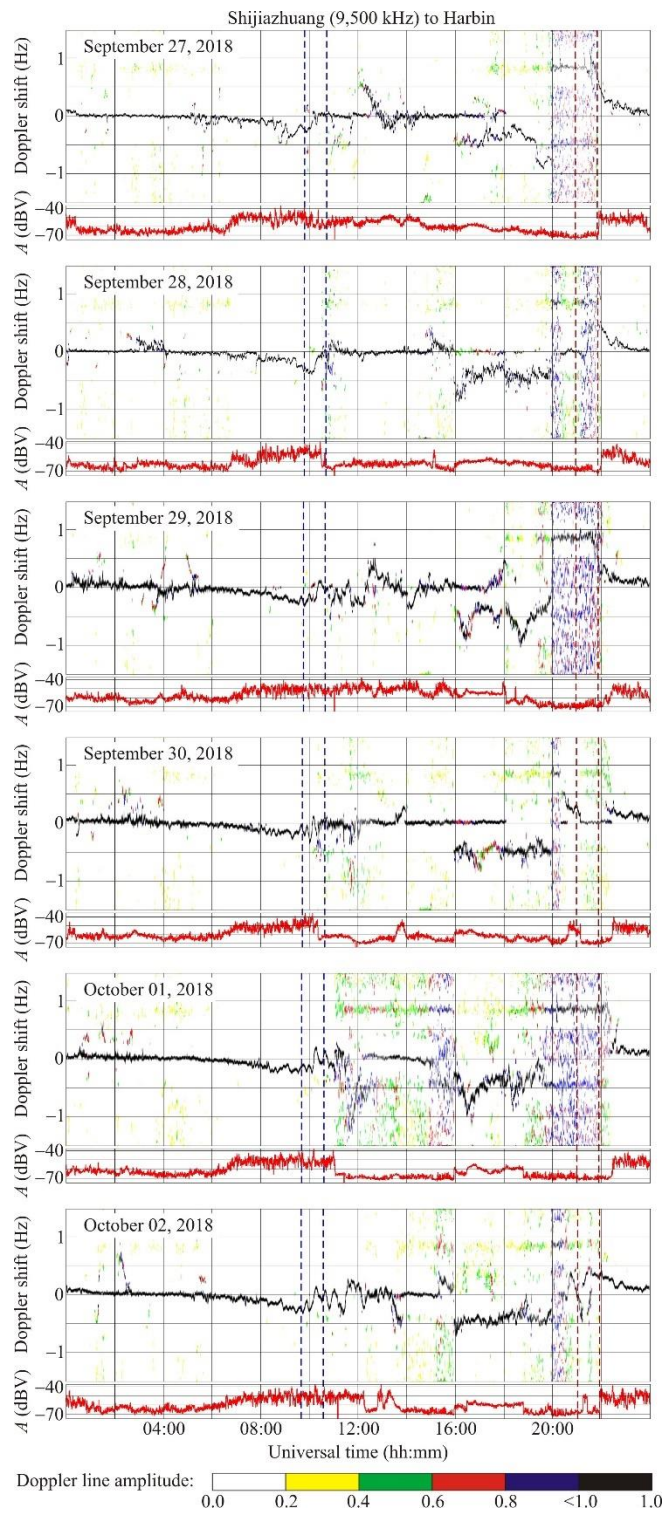 Shijiazhuang (9,500 kHz) to Harbin
September 27, 2018
Doppler shift (Hz)
1
0
−1
A (dBV)
−40
−70
September 28, 2018
Doppler shift (Hz)
1
0
−1
A (dBV)
−40
−70
September 29, 2018
Doppler shift (Hz)
1
0
−1
A (dBV)
−40
−70
September 30, 2018
Doppler shift (Hz)
1
0
−1
A (dBV)
−40
−70
October 01, 2018
Doppler shift (Hz)
1
0
−1
A (dBV)
−40
−70
October 02, 2018
Doppler shift (Hz)
1
0
−1
A (dBV)
−40
−70
04:00 08:00 12:00 16:00 20:00
Universal time (hh:mm)
Doppler line amplitude:
0.0 0.2 0.4 0.6 0.8 <1.0 1.0